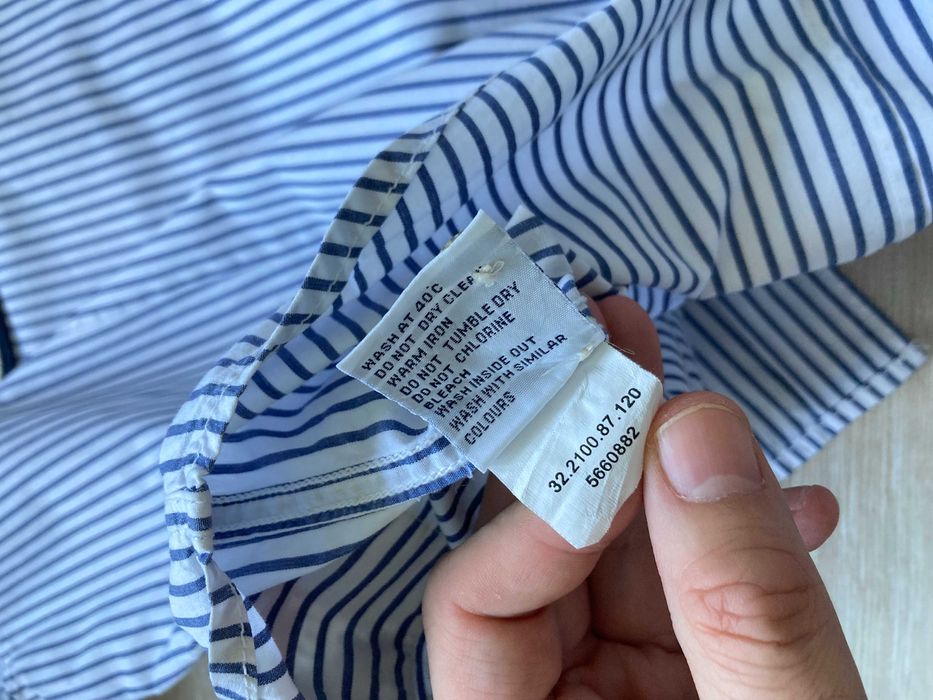 WASH AT 40°C
DO NOT DRY CLEA
WARM IRON
DO NOT TUMBLE DRY
DO NOT CHLORINE
BLEACH
WASH INSIDE OUT
WASH WITH SIMILAR
COLOURS
32.2100.87.120
5660882